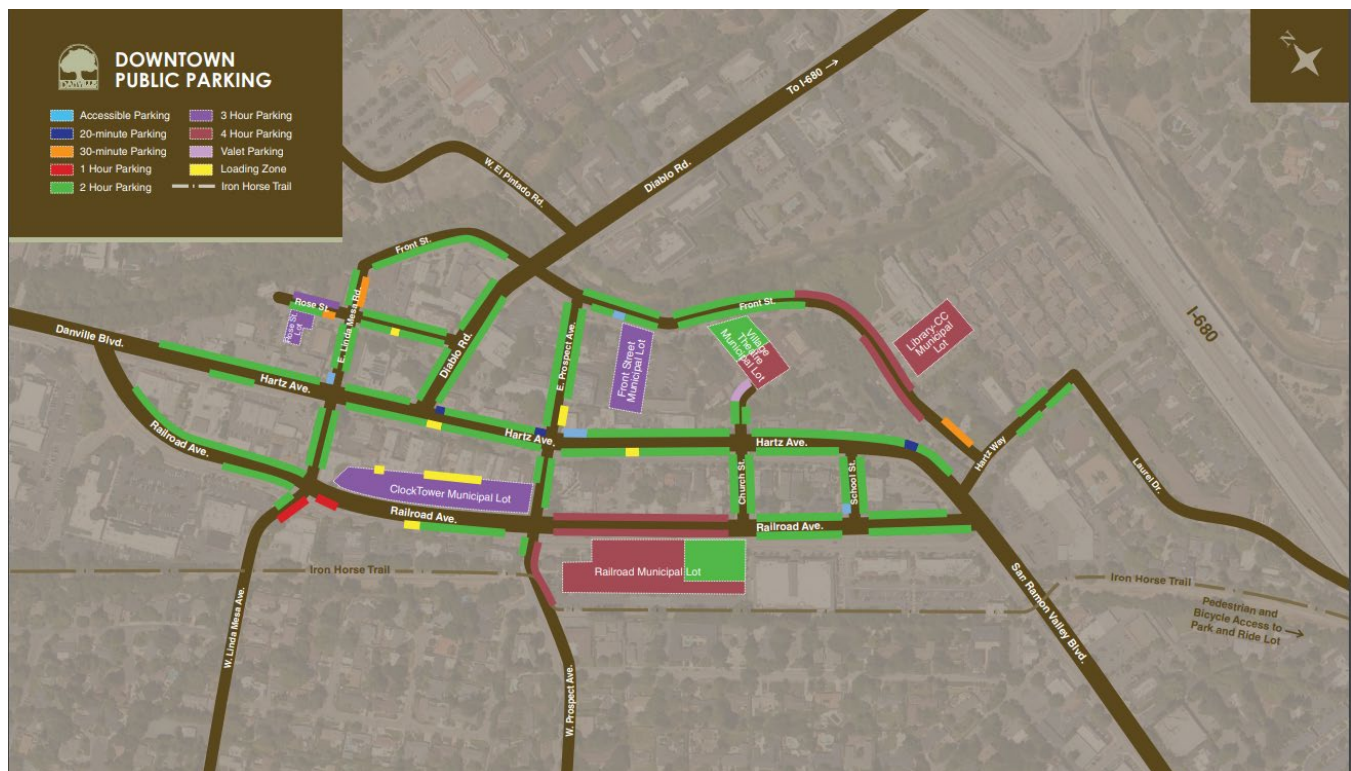 DOWNTOWN
PUBLIC PARKING
DANVILLE
Accessible Parking
20-minute Parking
30-minute Parking
1 Hour Parking
2 Hour Parking
3 Hour Parking
4 Hour Parking
Valet Parking
Loading Zone
Iron Horse Trail
N
To I-680 →
W. El Pintado Rd.
Diablo Rd.
Front St.
Rose St.
Rose St.
Lot
E. Linda Mesa Rd.
Danville Blvd.
Diablo Rd.
E. Prospect Ave.
Front Street
Municipal Lot
Front St.
Village
Theatre
Municipal Lot
Library-CC
Municipal
Lot
I-680
Hartz Ave.
Hartz Ave.
Hartz Ave.
Hartz Way
Laurel Dr.
Railroad Ave.
ClockTower Municipal Lot
Railroad Ave.
Church St.
School St.
Railroad Ave.
Railroad Municipal Lot
Iron Horse Trail
Iron Horse Trail
Pedestrian and
Bicycle Access to
Park and Ride Lot
→
W. Linda Mesa Ave.
W. Prospect Ave.
San Ramon Valley Blvd.